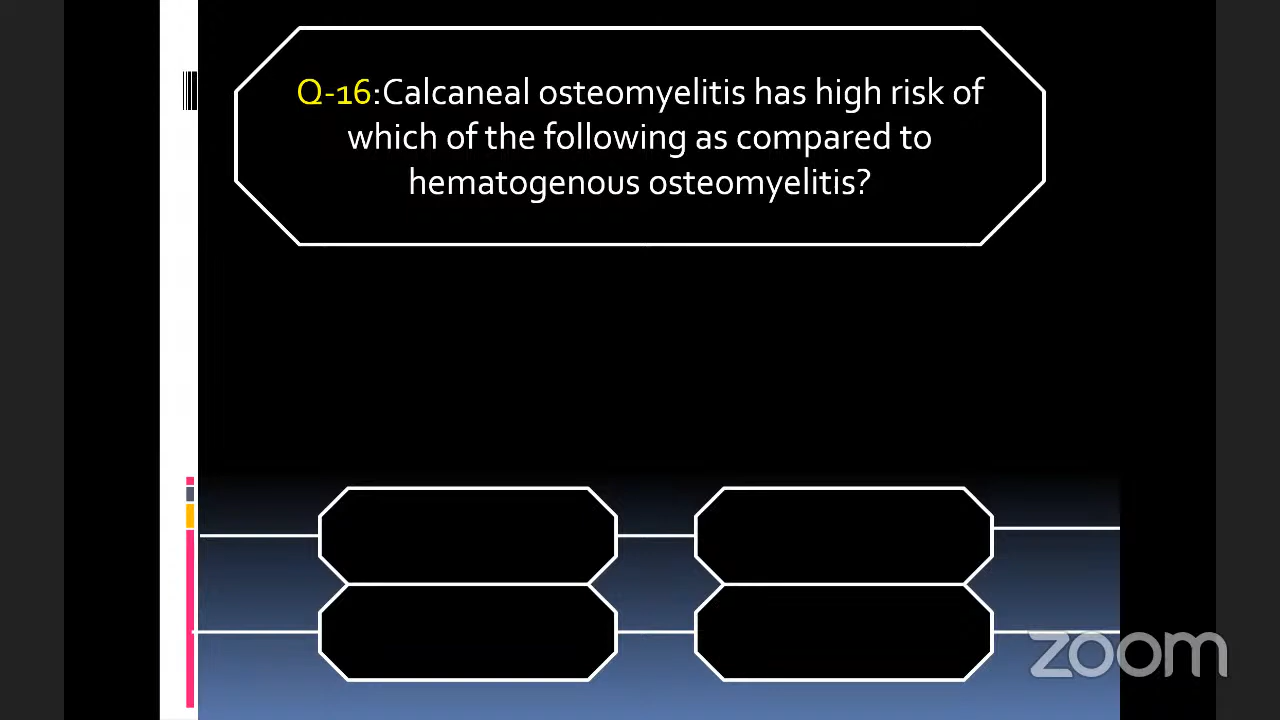 Q-16:Calcaneal osteomyelitis has high risk of
which of the following as compared to
hematogenous osteomyelitis?
zoom